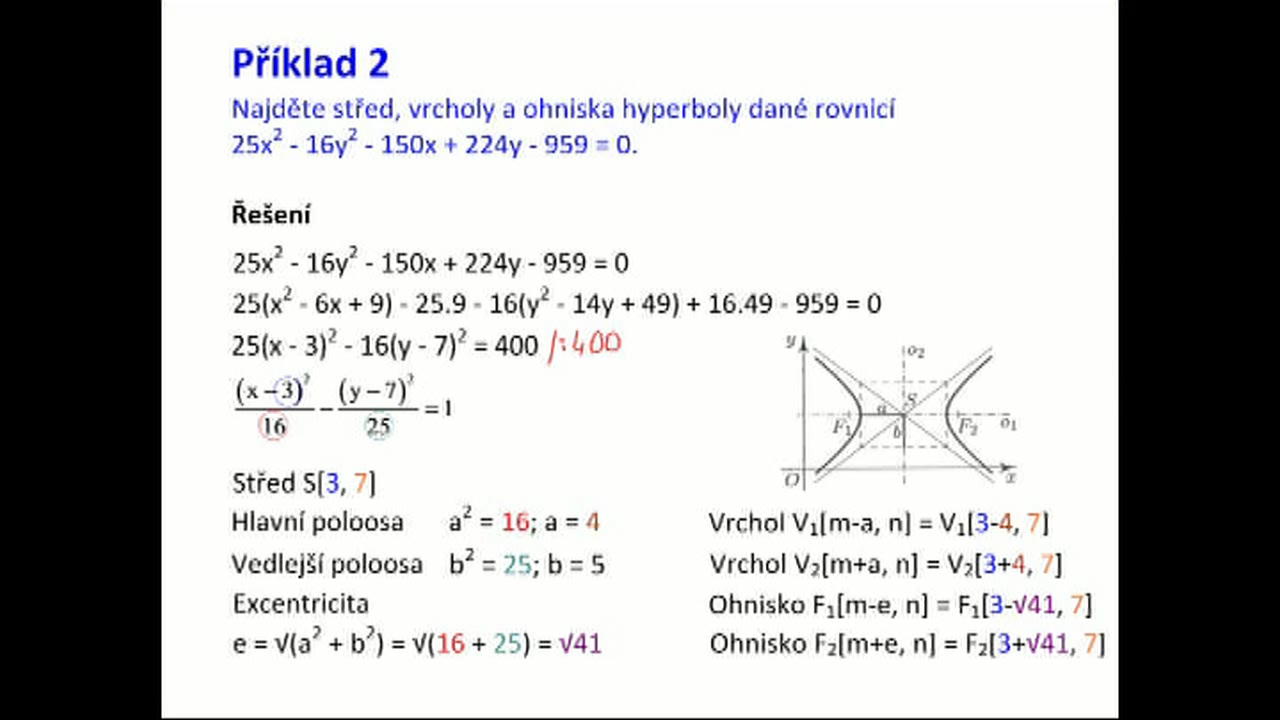 Příklad 2
Najděte střed, vrcholy a ohniska hyperboly dané rovnicí
25x² - 16y² - 150x + 224y - 959 = 0.
Řešení
25x² - 16y² - 150x + 224y - 959 = 0
25(x² - 6x + 9) - 25.9 - 16(y² - 14y + 49) + 16.49 - 959 = 0
25(x - 3)² - 16(y - 7)² = 400 /:400
(x – 3)²/16 – (y – 7)²/25 = 1
y o₂
a S
F₁ b F₂ o₁
O x
Střed S[3, 7]
Hlavní poloosa a² = 16; a = 4
Vedlejší poloosa b² = 25; b = 5
Excentricita
e = √(a² + b²) = √(16 + 25) = √41
Vrchol V₁[m-a, n] = V₁[3-4, 7]
Vrchol V₂[m+a, n] = V₂[3+4, 7]
Ohnisko F₁[m-e, n] = F₁[3-√41, 7]
Ohnisko F₂[m+e, n] = F₂[3+√41, 7]